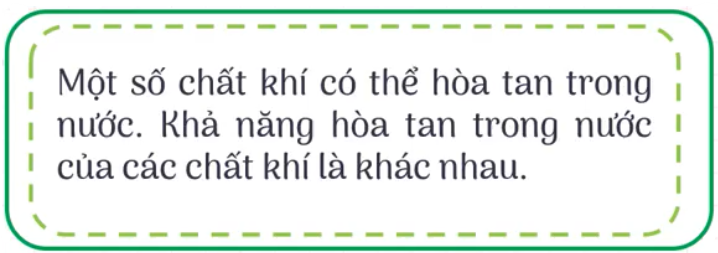 Một số chất khí có thể hòa tan trong
nước. Khả năng hòa tan trong nước
của các chất khí là khác nhau.